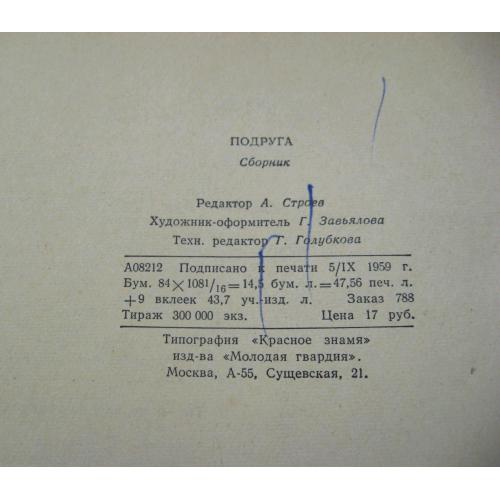 ПОДРУГА
Сборник
Редактор А. Строев
Художник-оформитель Г. Завьялова
Техн. редактор Г. Голубкова
А08212 Подписано к печати 5/IX 1959 г.
Бум. 84×1081/16=14,5 бум. л.=47,56 печ. л.
+9 вклеек 43,7 уч.-изд. л. Заказ 788
Тираж 300 000 экз. Цена 17 руб.
Типография «Красное знамя»
изд-ва «Молодая гвардия».
Москва, А-55, Сущевская, 21.